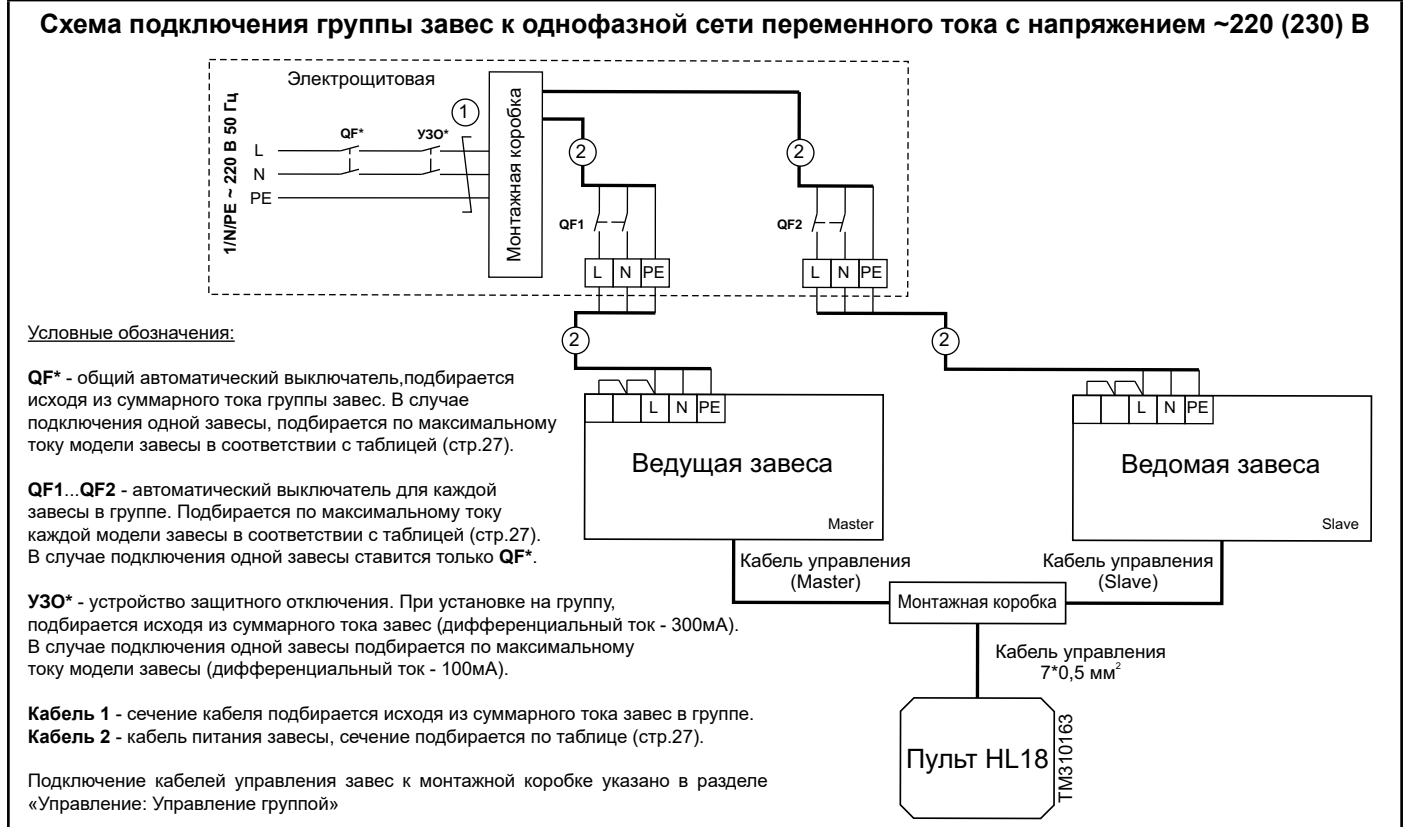 Схема подключения группы завес к однофазной сети переменного тока с напряжением ~220 (230) В
Электрощитовая
1/N/PE ~ 220 В 50 Гц
QF*
УЗО*
1
L
N
PE
Монтажная коробка
2
2
QF1
QF2
L N PE
L N PE
2
2
Условные обозначения:
QF* - общий автоматический выключатель,подбирается
исходя из суммарного тока группы завес. В случае
подключения одной завесы, подбирается по максимальному
току модели завесы в соответствии с таблицей (стр.27).
QF1...QF2 - автоматический выключатель для каждой
завесы в группе. Подбирается по максимальному току
каждой модели завесы в соответствии с таблицей (стр.27).
В случае подключения одной завесы ставится только QF*.
УЗО* - устройство защитного отключения. При установке на группу,
подбирается исходя из суммарного тока завес (дифференциальный ток - 300мА).
В случае подключения одной завесы подбирается по максимальному
току модели завесы (дифференциальный ток - 100мА).
Кабель 1 - сечение кабеля подбирается исходя из суммарного тока завес в группе.
Кабель 2 - кабель питания завесы, сечение подбирается по таблице (стр.27).
Подключение кабелей управления завес к монтажной коробке указано в разделе
«Управление: Управление группой»
L N PE
Ведущая завеса
Master
L N PE
Ведомая завеса
Slave
Кабель управления
(Master)
Кабель управления
(Slave)
Монтажная коробка
Кабель управления
7*0,5 мм²
Пульт HL18
TM310163